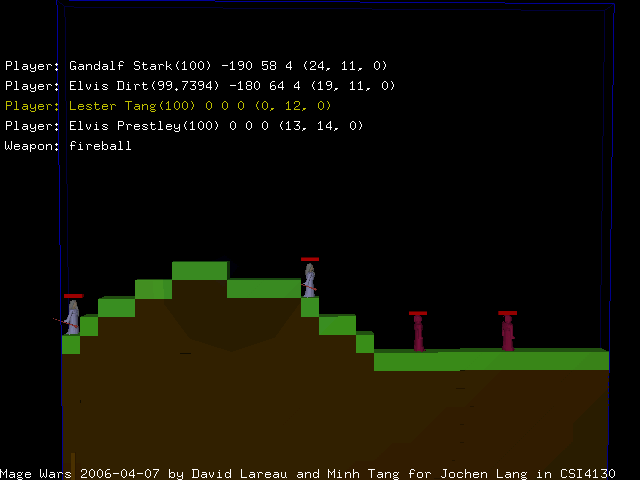 Player: Gandalf Stark(100) -190 58 4 (24, 11, 0)
Player: Elvis Dirt(99.7394) -180 64 4 (19, 11, 0)
Player: Lester Tang(100) 0 0 0 (0, 12, 0)
Player: Elvis Prestley(100) 0 0 0 (13, 14, 0)
Weapon: fireball
Mage Wars 2006-04-07 by David Lareau and Minh Tang for Jochen Lang in CSI4130